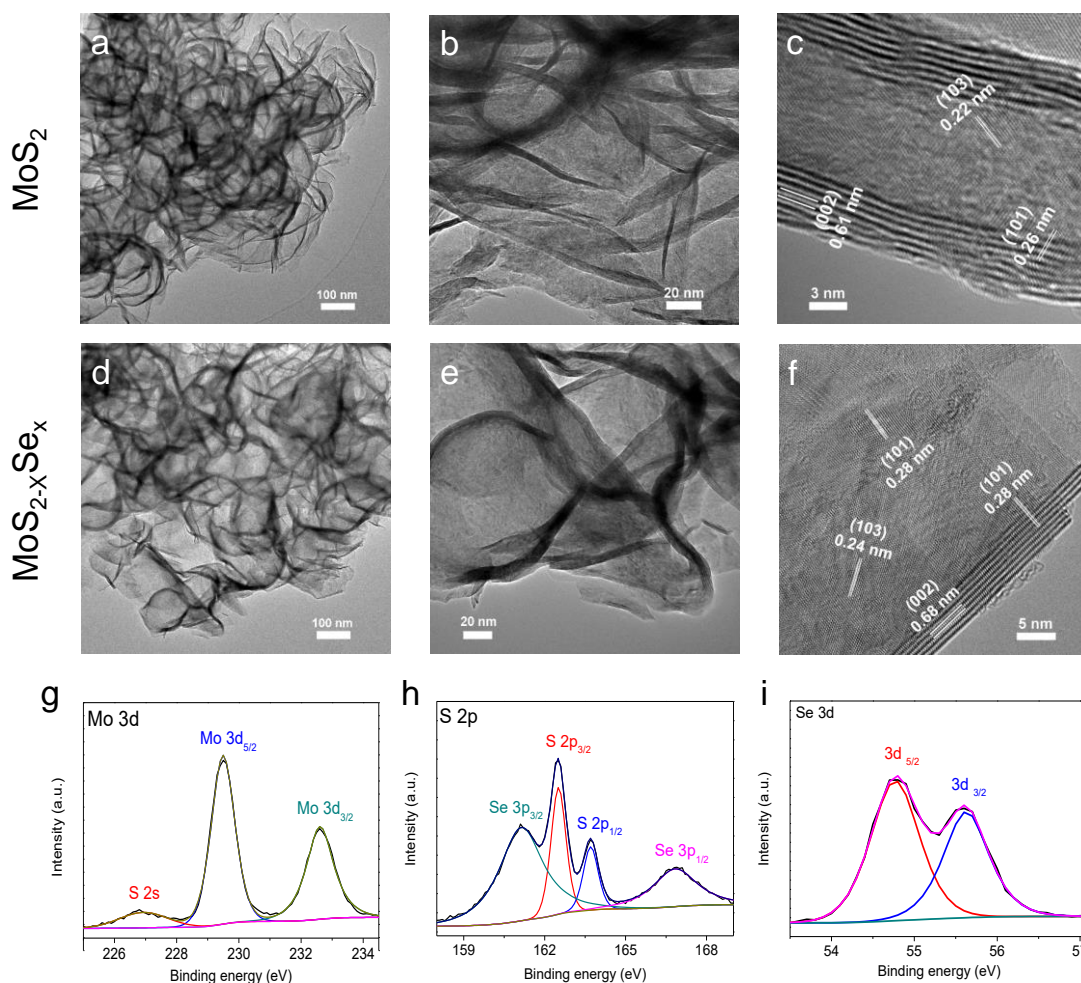 MoS2
a
100 nm
b
20 nm
c
(103)
0.22 nm
(002)
0.61 nm
(101)
0.26 nm
3 nm
MoS2-XSex
d
100 nm
e
20 nm
f
(101)
0.28 nm
(101)
0.28 nm
(103)
0.24 nm
(002)
0.68 nm
5 nm
g
Mo 3d
Mo 3d5/2
Mo 3d3/2
S 2s
Intensity (a.u.)
226 228 230 232 234
Binding energy (eV)
h
S 2p
S 2p3/2
Se 3p3/2
S 2p1/2
Se 3p1/2
Intensity (a.u.)
159 162 165 168
Binding energy (eV)
i
Se 3d
3d 5/2
3d 3/2
Intensity (a.u.)
54 55 56
Binding energy (eV)